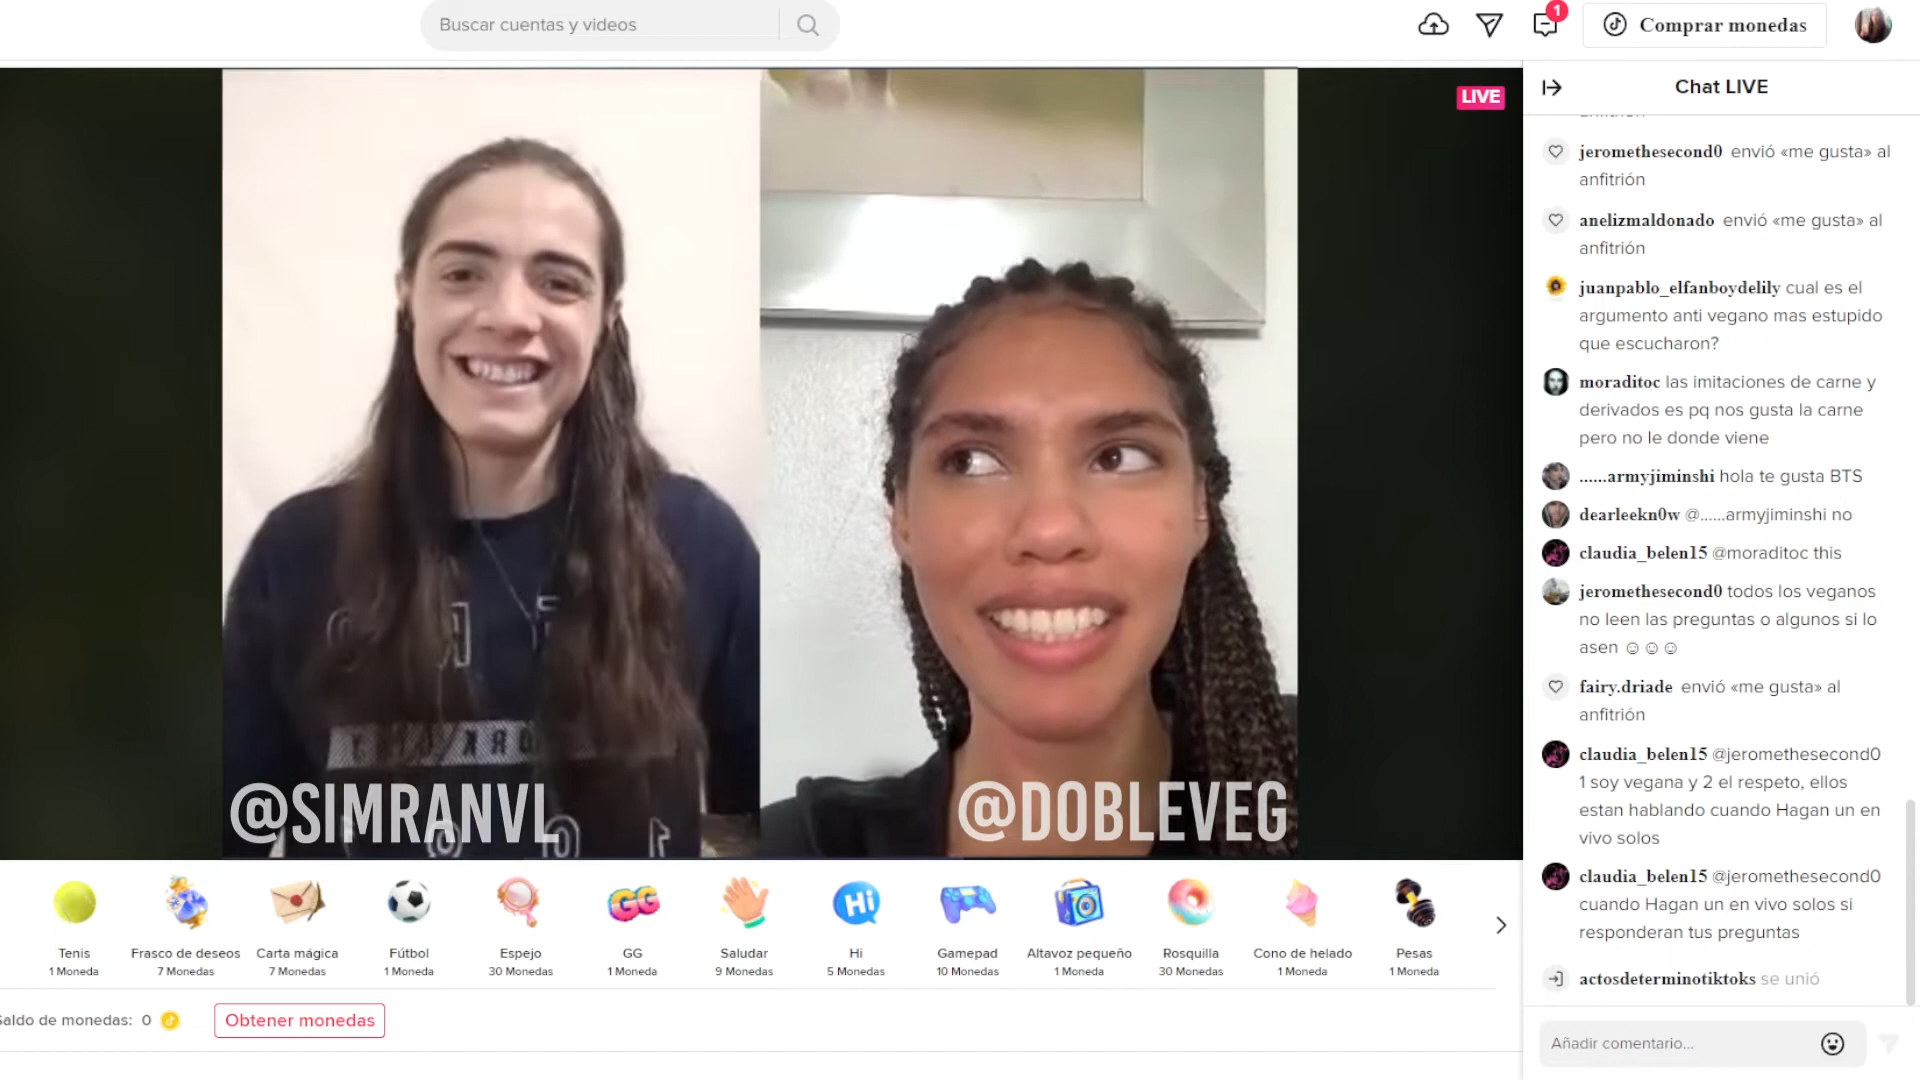 Buscar cuentas y videos
1
Comprar monedas
LIVE
@SIMRANVL
@DOBLEVEG
Chat LIVE
jeromethesecond0 envió «me gusta» al
anfitrión
anelizmaldonado envió «me gusta» al
anfitrión
juanpablo_elfanboydelily cual es el
argumento anti vegano mas estupido
que escucharon?
moraditoc las imitaciones de carne y
derivados es pq nos gusta la carne
pero no le donde viene
......armyjiminshi hola te gusta BTS
dearleekn0w @......armyjiminshi no
claudia_belen15 @moraditoc this
jeromethesecond0 todos los veganos
no leen las preguntas o algunos si lo
asen ☺☺☺
fairy.driade envió «me gusta» al
anfitrión
claudia_belen15 @jeromethesecond0
1 soy vegana y 2 el respeto, ellos
estan hablando cuando Hagan un en
vivo solos
claudia_belen15 @jeromethesecond0
cuando Hagan un en vivo solos si
responderan tus preguntas
actosdeterminotiktoks se unió
Añadir comentario...
GG
Hi
Tenis
1 Moneda
Frasco de deseos
7 Monedas
Carta mágica
7 Monedas
Fútbol
1 Moneda
Espejo
30 Monedas
GG
1 Moneda
Saludar
9 Monedas
Hi
5 Monedas
Gamepad
10 Monedas
Altavoz pequeño
1 Moneda
Rosquilla
30 Monedas
Cono de helado
1 Moneda
Pesas
1 Moneda
Saldo de monedas: 0
Obtener monedas